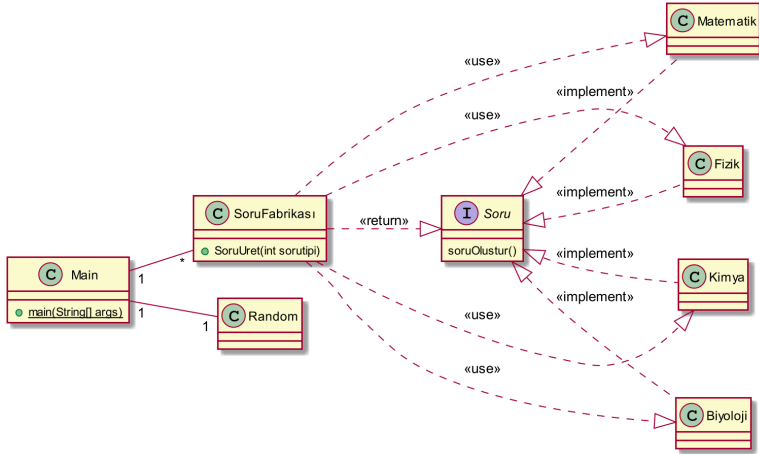 C Matematik
«use»
«implement»
«use»
C Fizik
«implement»
C SoruFabrikası
SoruUret(int sorutipi)
«return»
I Soru
soruOlustur()
C Main
main(String[] args)
1
*
1
1
C Random
«implement»
C Kimya
«implement»
«use»
«use»
C Biyoloji